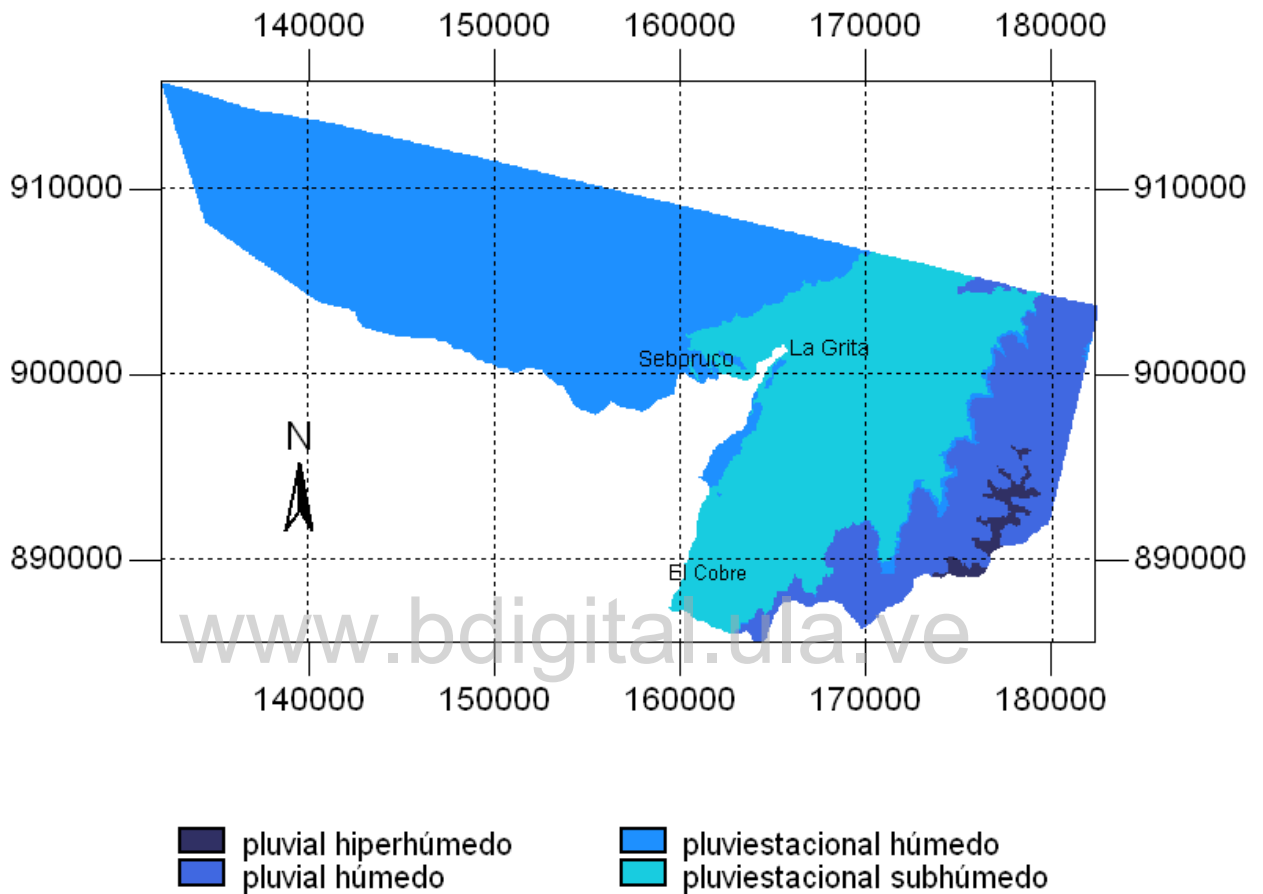 140000 150000 160000 170000 180000
910000 910000
La Grita
Seboruco
900000 900000
N
890000 890000
El Cobre
www.bdigital.ula.ve
140000 150000 160000 170000 180000
pluvial hiperhúmedo pluviestacional húmedo
pluvial húmedo pluviestacional subhúmedo